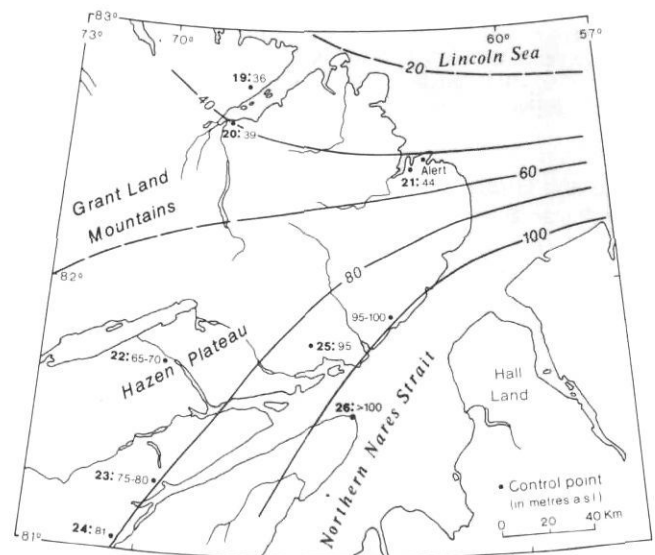 83°
73°
70°
60°
57°
20
Lincoln Sea
19: 36
40
20: 39
Alert
21: 44
60
Grant Land
Mountains
100
82°
80
95-100
25: 95
22: 65-70
Hazen Plateau
26: >100
Hall
Land
Northern Nares Strait
23: 75-80
• Control point
(in metres a.s.l.)
0 20 40 Km
24: 81
81°